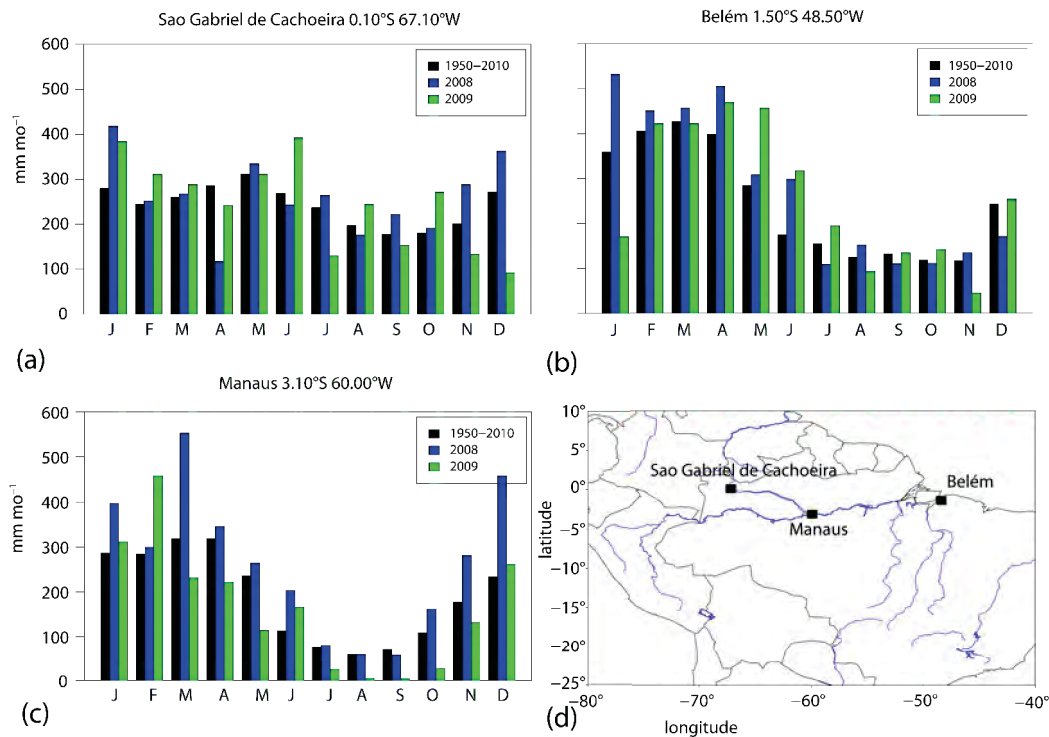 Sao Gabriel de Cachoeira 0.10°S 67.10°W
mm mo⁻¹
600
500
400
300
200
100
0
1950−2010
2008
2009
J F M A M J J A S O N D
(a)
Belém 1.50°S 48.50°W
1950−2010
2008
2009
J F M A M J J A S O N D
(b)
Manaus 3.10°S 60.00°W
mm mo⁻¹
600
500
400
300
200
100
0
1950−2010
2008
2009
J F M A M J J A S O N D
(c)
latitude
10°
5°
0°
−5°
−10°
−15°
−20°
−25°
Sao Gabriel de Cachoeira
Belém
Manaus
−80° −70° −60° −50° −40°
longitude
(d)